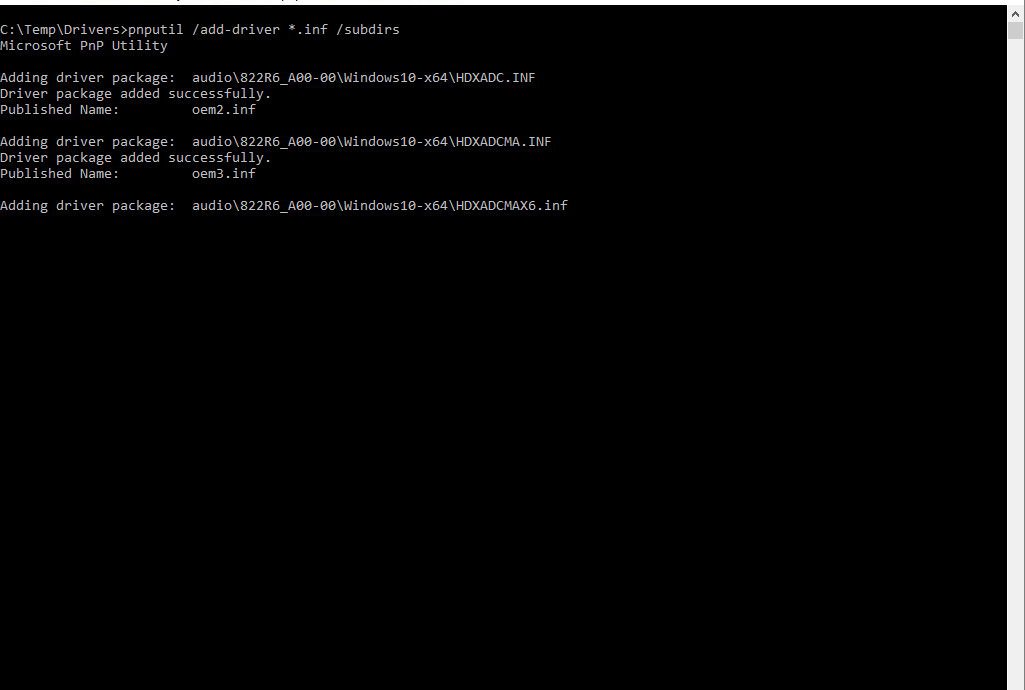 C:\Temp\Drivers>pnputil /add-driver *.inf /subdirs
Microsoft PnP Utility
Adding driver package:  audio\822R6_A00-00\Windows10-x64\HDXADC.INF
Driver package added successfully.
Published Name:         oem2.inf
Adding driver package:  audio\822R6_A00-00\Windows10-x64\HDXADCMA.INF
Driver package added successfully.
Published Name:         oem3.inf
Adding driver package:  audio\822R6_A00-00\Windows10-x64\HDXADCMAX6.inf